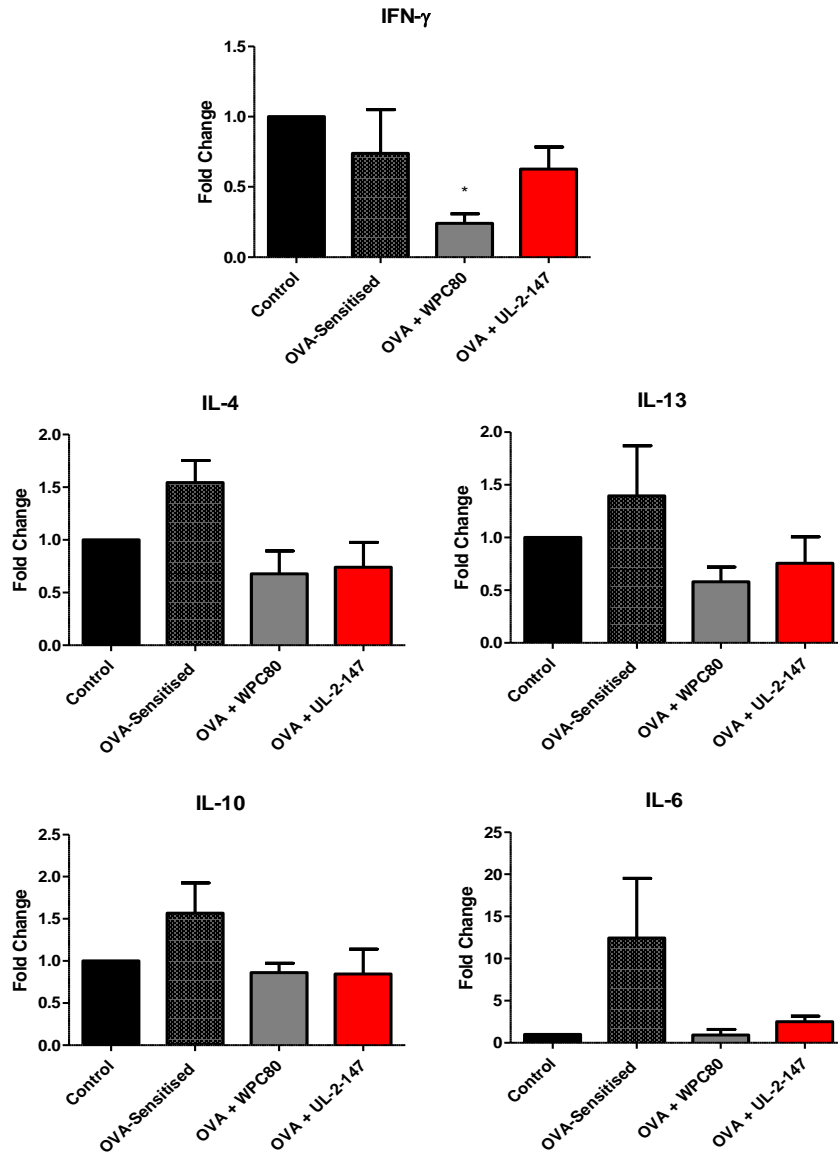 IFN-γ
Fold Change
1.5
1.0
0.5
0.0
*
Control
OVA-Sensitised
OVA + WPC80
OVA + UL-2-147
IL-4
Fold Change
2.0
1.5
1.0
0.5
0.0
Control
OVA-Sensitised
OVA + WPC80
OVA + UL-2-147
IL-13
Fold Change
2.0
1.5
1.0
0.5
0.0
Control
OVA-Sensitised
OVA + WPC80
OVA + UL-2-147
IL-10
Fold Change
2.5
2.0
1.5
1.0
0.5
0.0
Control
OVA-Sensitised
OVA + WPC80
OVA + UL-2-147
IL-6
Fold Change
25
20
15
10
5
0
Control
OVA-Sensitised
OVA + WPC80
OVA + UL-2-147